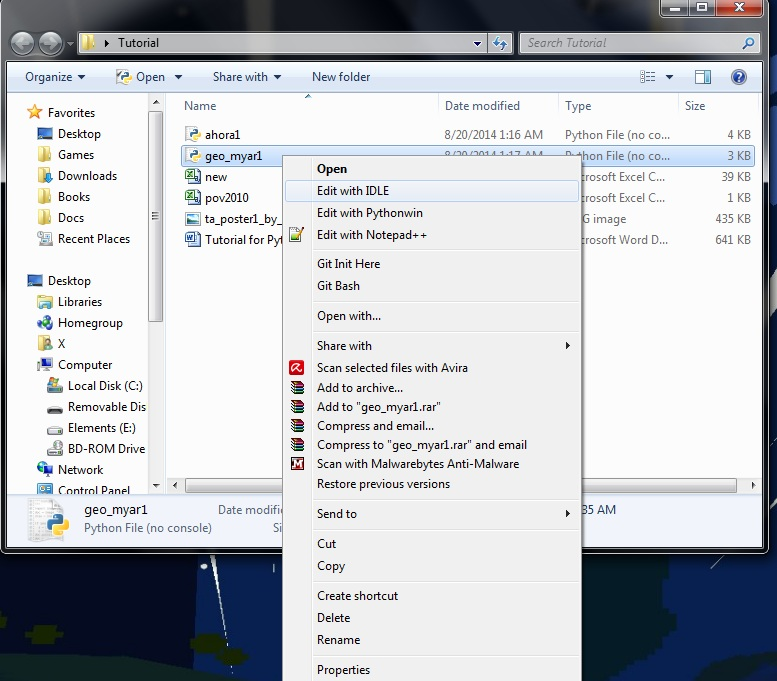 Tutorial
Search Tutorial
Organize Open Share with New folder
Favorites
Desktop
Games
Downloads
Books
Docs
Recent Places
Desktop
Libraries
Homegroup
X
Computer
Local Disk (C:)
Removable Dis
Elements (E:)
BD-ROM Drive
Network
Control Panel
Name Date modified Type Size
ahora1 8/20/2014 1:16 AM Python File (no co... 4 KB
geo_myar1 8/20/2014 1:17 AM Python File (no co... 3 KB
new crosoft Excel C... 39 KB
pov2010 crosoft Excel C... 1 KB
ta_poster1_by_ G image 435 KB
Tutorial for Pyt crosoft Word D... 641 KB
Open
Edit with IDLE
Edit with Pythonwin
Edit with Notepad++
Git Init Here
Git Bash
Open with...
Share with
Scan selected files with Avira
Add to archive...
Add to "geo_myar1.rar"
Compress and email...
Compress to "geo_myar1.rar" and email
Scan with Malwarebytes Anti-Malware
Restore previous versions
Send to
Cut
Copy
Create shortcut
Delete
Rename
Properties
geo_myar1 Date modifie 35 AM
Python File (no console) Si